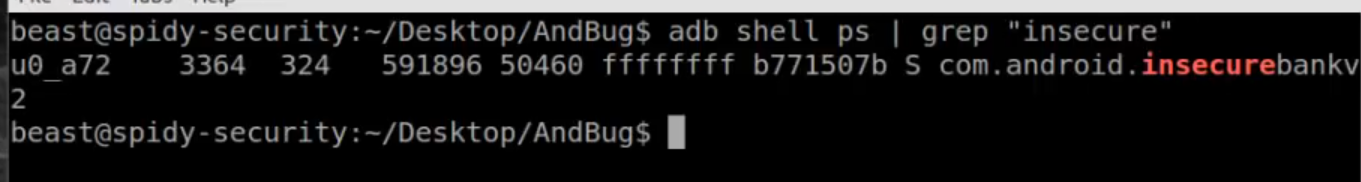 beast@spidy-security:~/Desktop/AndBug$ adb shell ps | grep "insecure"
u0_a72    3364  324   591896 50460 ffffffff b771507b S com.android.insecurebankv
2
beast@spidy-security:~/Desktop/AndBug$